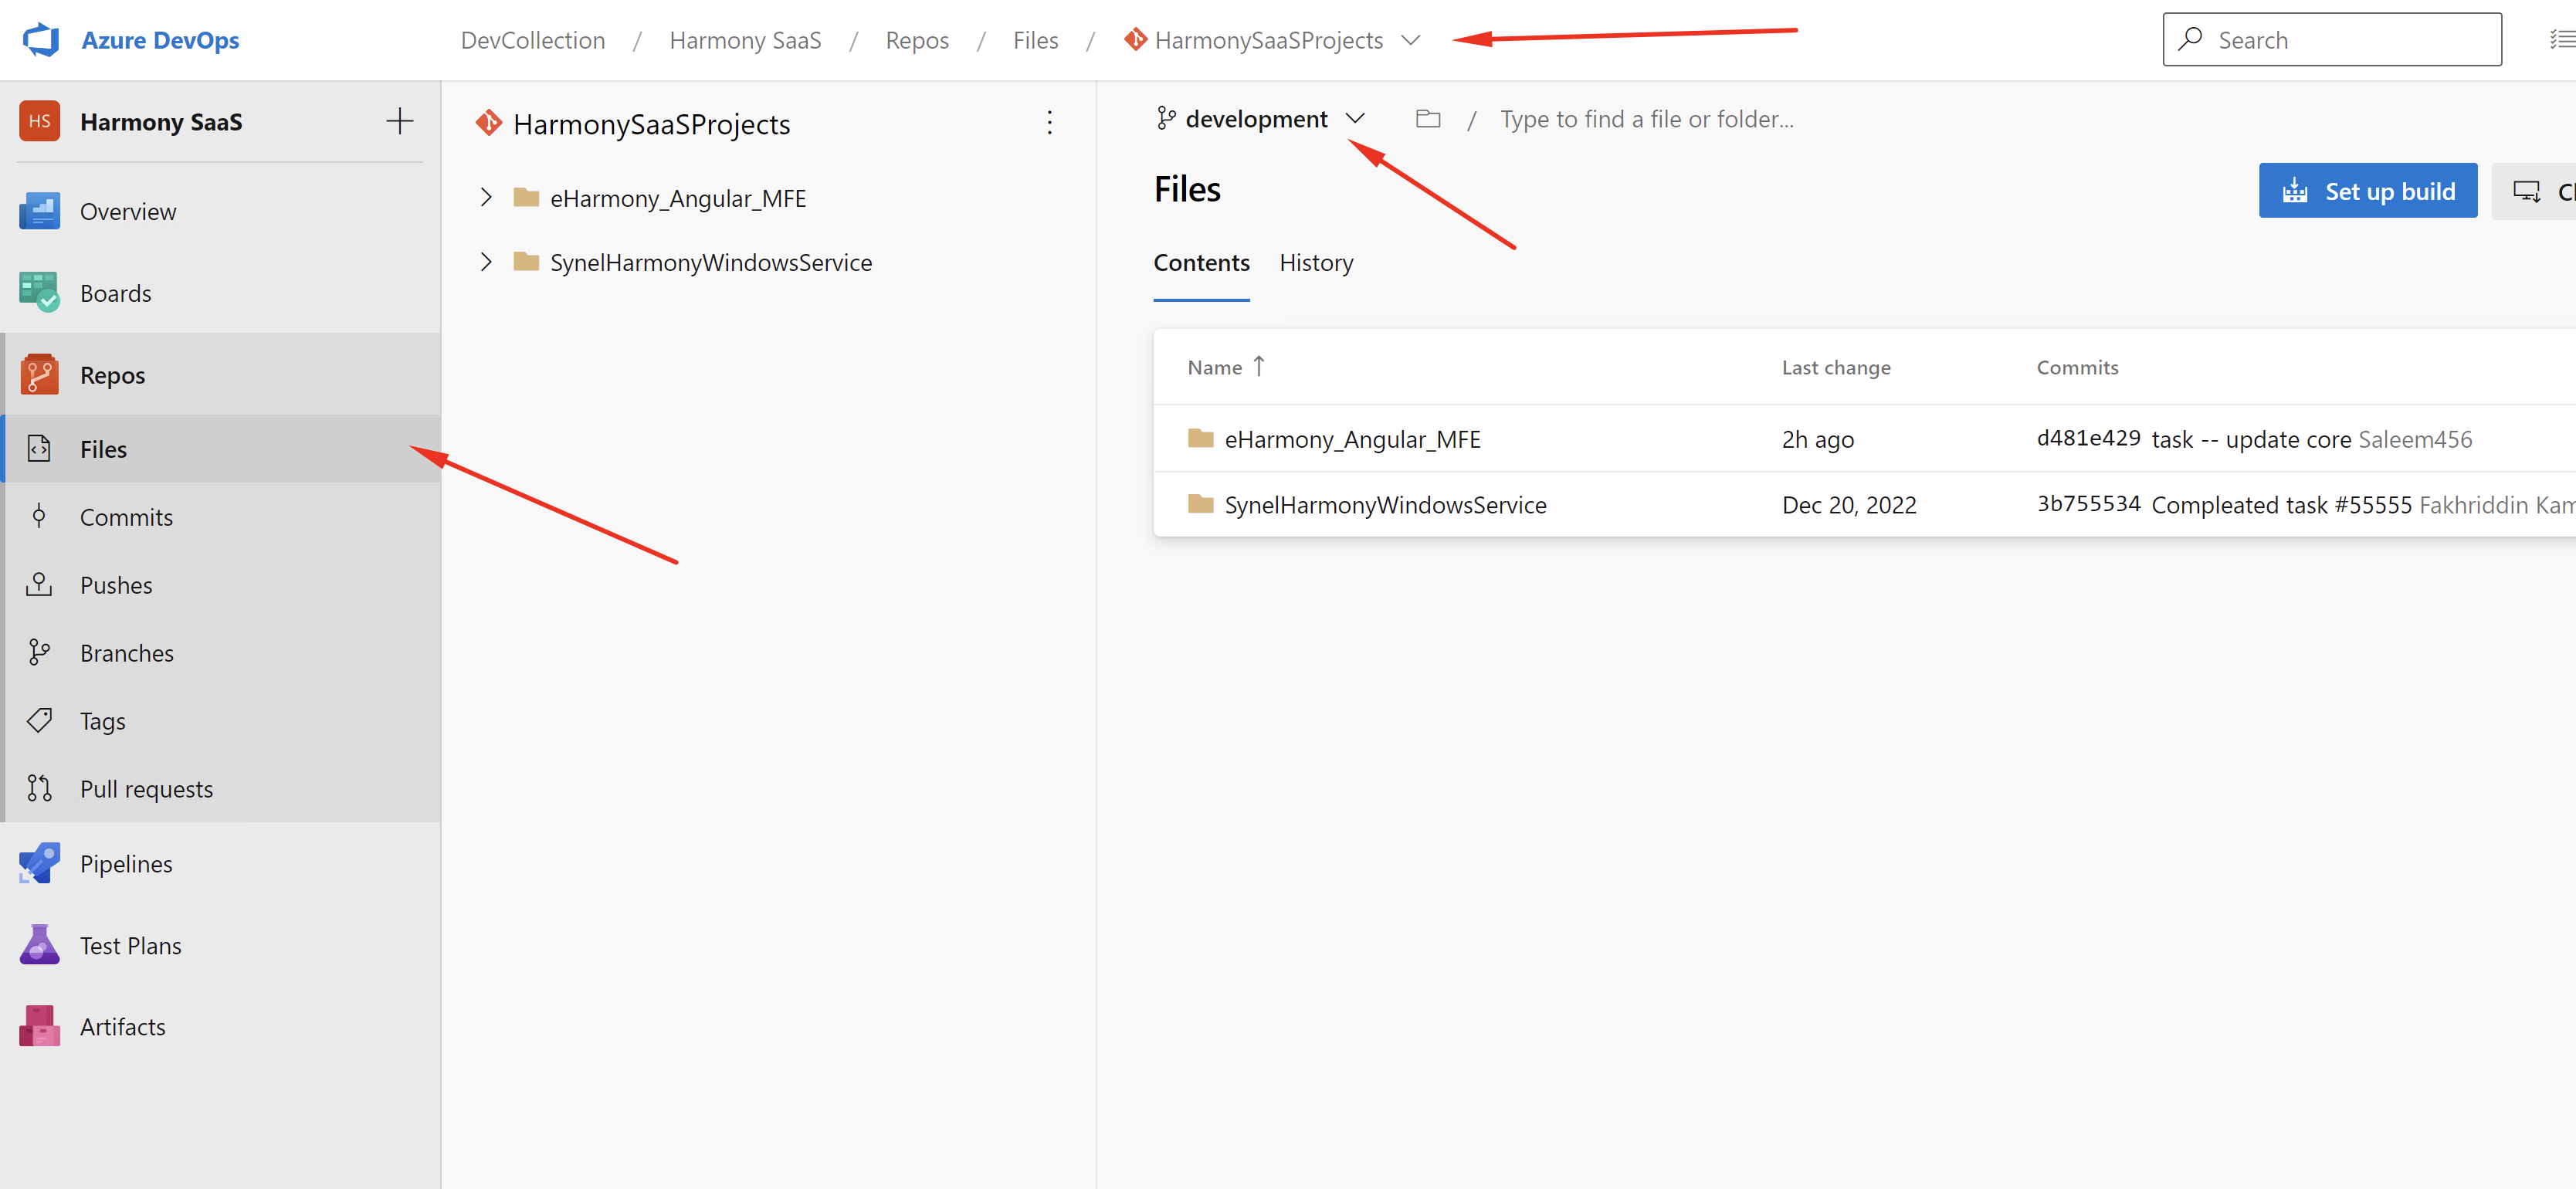 Azure DevOps
DevCollection / Harmony SaaS / Repos / Files / HarmonySaaSProjects
Search
HS Harmony SaaS
Overview
Boards
Repos
Files
Commits
Pushes
Branches
Tags
Pull requests
Pipelines
Test Plans
Artifacts
HarmonySaaSProjects
eHarmony_Angular_MFE
SynelHarmonyWindowsService
development / Type to find a file or folder...
Files
Set up build
Contents History
Name Last change Commits
eHarmony_Angular_MFE 2h ago d481e429 task -- update core Saleem456
SynelHarmonyWindowsService Dec 20, 2022 3b755534 Compleated task #55555 Fakhriddin